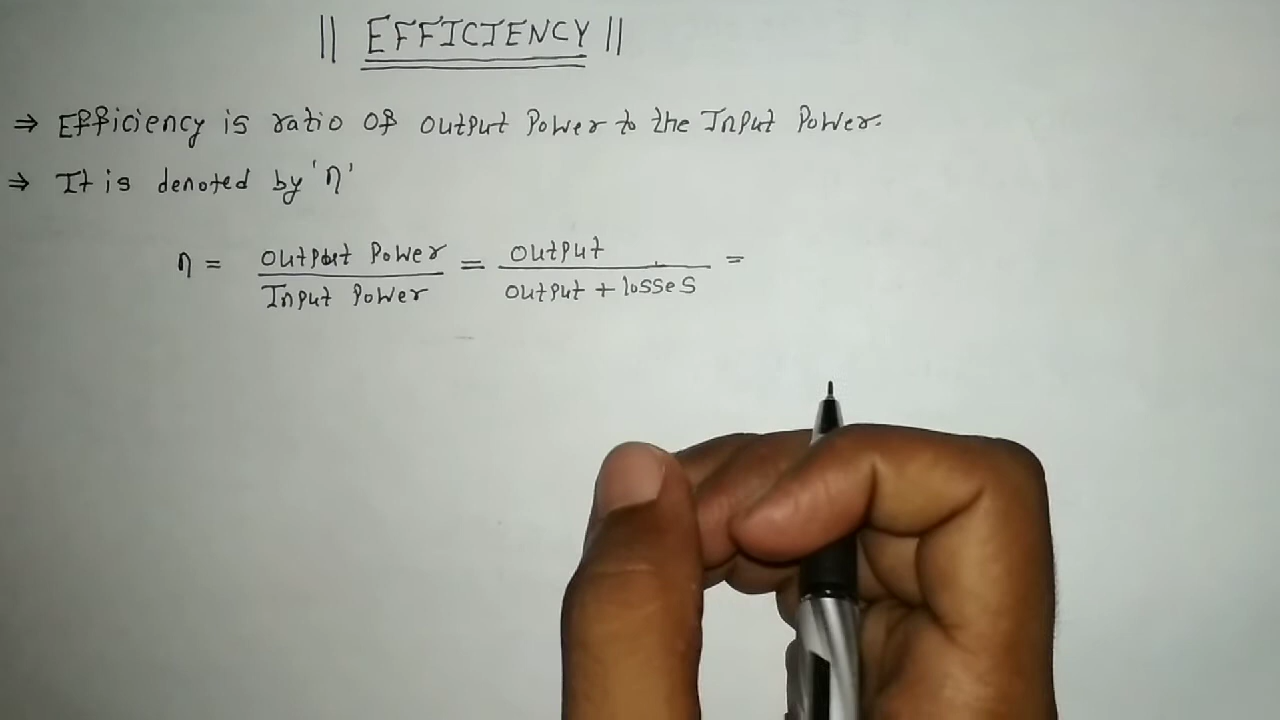 || EFFICIENCY ||
⇒ Efficiency is ratio of output Power to the Input Power.
⇒ It is denoted by 'η'
η = Output Power / Input Power = Output / Output + losses =